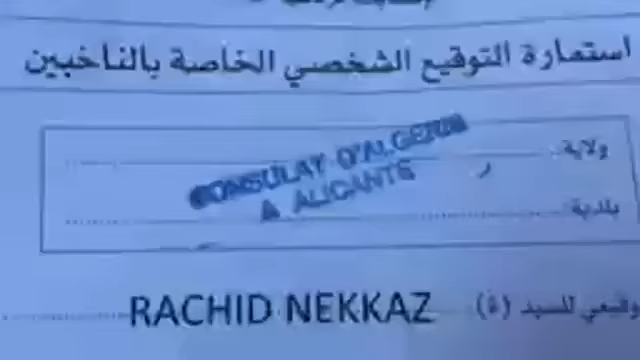 استمارة التوقيع الشخصي الخاصة بالناخبين
ولاية
CONSULAT D'ALGERIE
A ALICANTE
بلدية
للسيد (ة) RACHID NEKKAZ